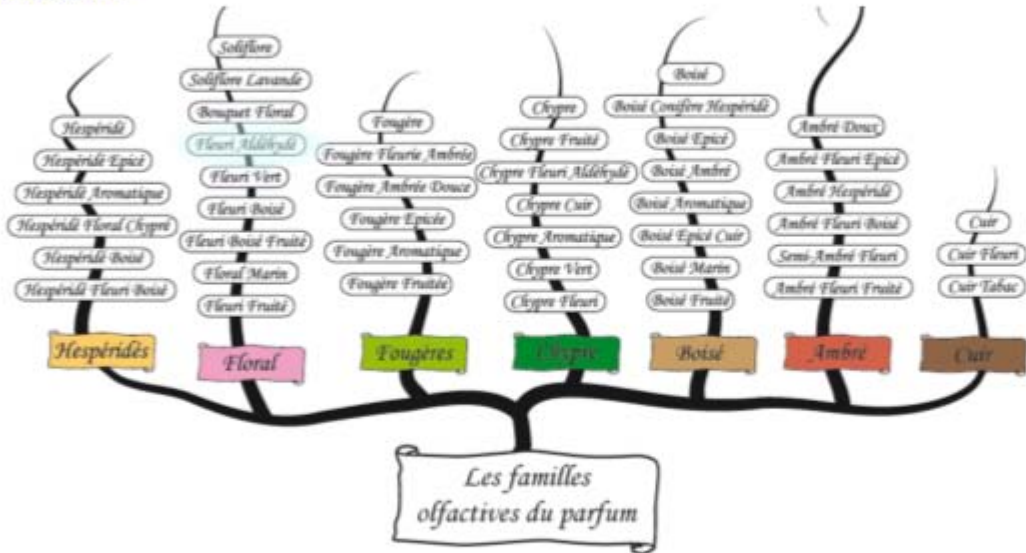 Hespéridé
Hespéridé Epicé
Hespéridé Aromatique
Hespéridé Floral Chypré
Hespéridé Boisé
Hespéridé Fleuri Boisé
Hespéridés
Soliflore
Soliflore Lavande
Bouquet Floral
Fleuri Aldéhydé
Fleuri Vert
Fleuri Boisé
Fleuri Boisé Fruité
Floral Marin
Fleuri Fruité
Floral
Fougère
Fougère Fleurie Ambrée
Fougère Ambrée Douce
Fougère Epicée
Fougère Aromatique
Fougère Fruitée
Fougères
Chypre
Chypre Fruité
Chypre Fleuri Aldéhydé
Chypre Cuir
Chypre Aromatique
Chypre Vert
Chypre Fleuri
Chypre
Boisé
Boisé Conifère Hespéridé
Boisé Epicé
Boisé Ambré
Boisé Aromatique
Boisé Epicé Cuir
Boisé Marin
Boisé Fruité
Boisé
Ambré Doux
Ambré Fleuri Epicé
Ambré Hespéridé
Ambré Fleuri Boisé
Semi-Ambré Fleuri
Ambré Fleuri Fruité
Ambré
Cuir
Cuir Fleuri
Cuir Tabac
Cuir
Les familles
olfactives du parfum